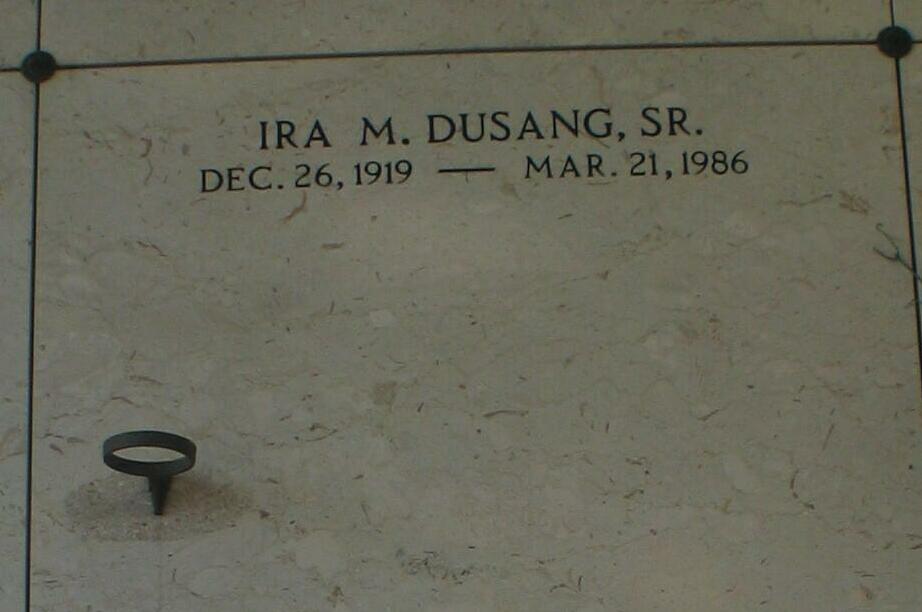 IRA M. DUSANG, SR.
DEC. 26, 1919 — MAR. 21, 1986